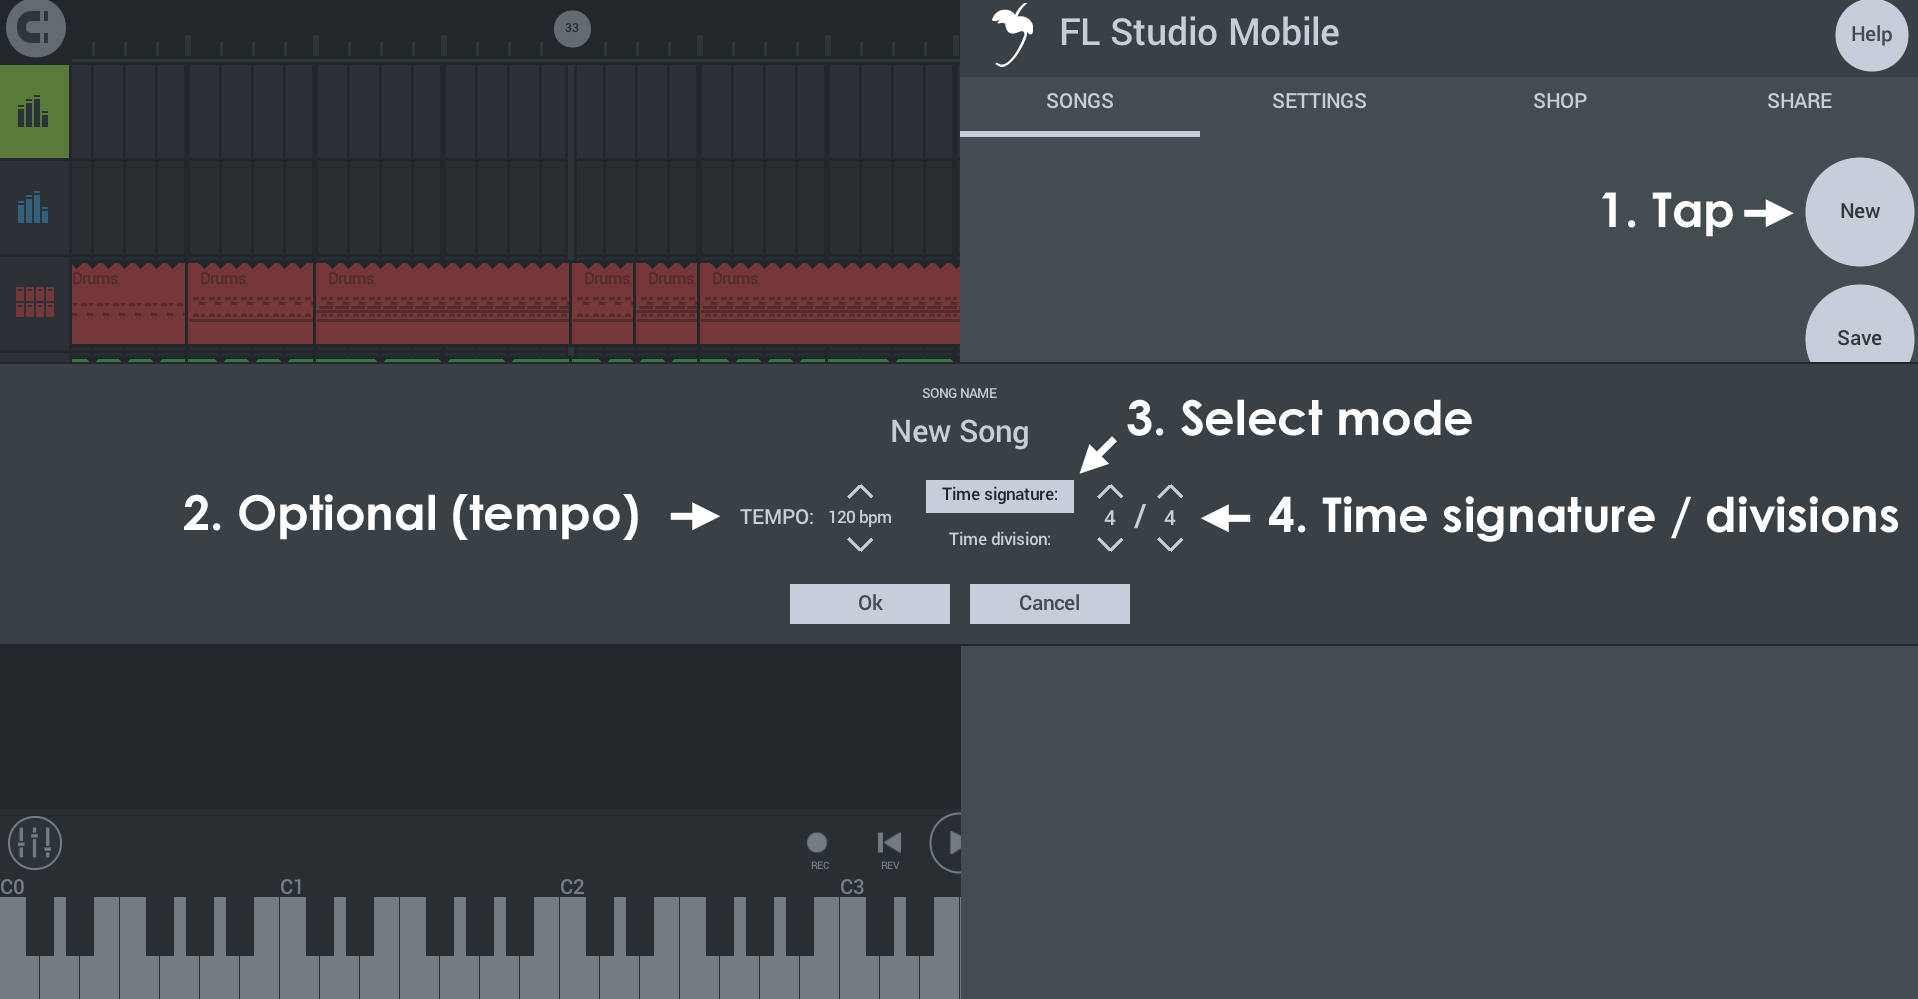 33
FL Studio Mobile
Help
SONGS
SETTINGS
SHOP
SHARE
1. Tap
New
Save
Drums
Drums
Drums
Drums
Drums
Drums
SONG NAME
New Song
3. Select mode
2. Optional (tempo)
TEMPO:
120 bpm
Time signature:
Time division:
4 / 4
4. Time signature / divisions
Ok
Cancel
REC
REV
C0
C1
C2
C3